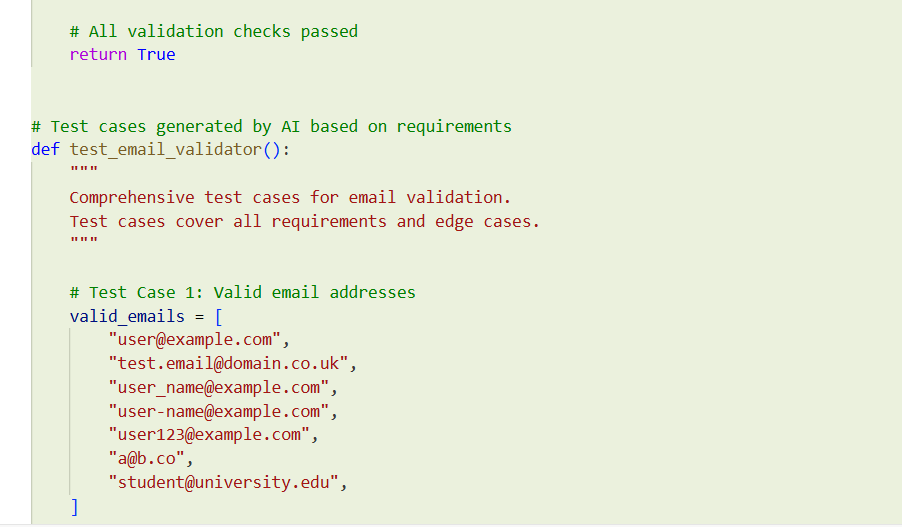 # All validation checks passed
return True
# Test cases generated by AI based on requirements
def test_email_validator():
"""
Comprehensive test cases for email validation.
Test cases cover all requirements and edge cases.
"""
# Test Case 1: Valid email addresses
valid_emails = [
"user@example.com",
"test.email@domain.co.uk",
"user_name@example.com",
"user-name@example.com",
"user123@example.com",
"a@b.co",
"student@university.edu",
]